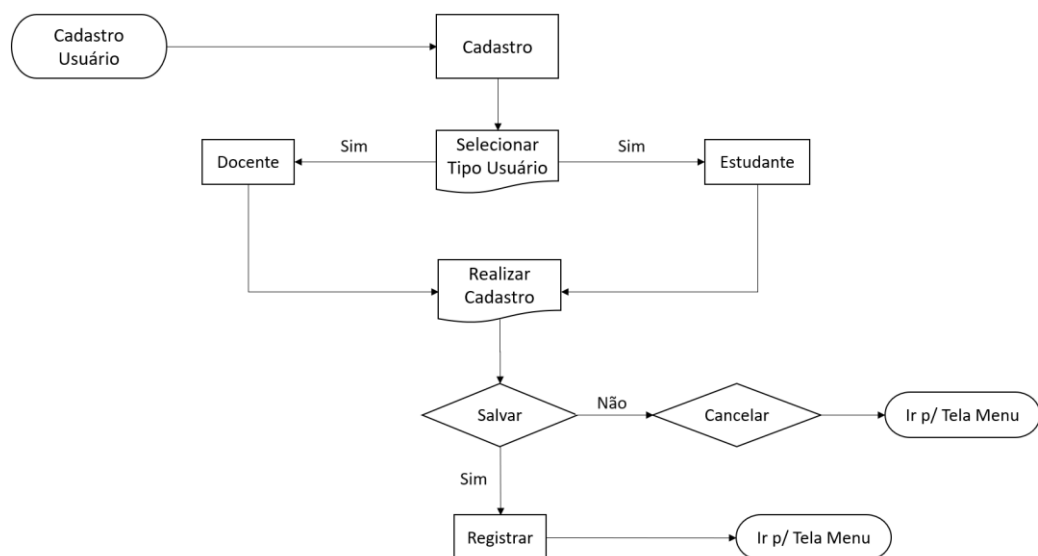 Cadastro
Usuário
Cadastro
Selecionar
Tipo Usuário
Sim
Sim
Docente
Estudante
Realizar
Cadastro
Salvar
Não
Cancelar
Ir p/ Tela Menu
Sim
Registrar
Ir p/ Tela Menu